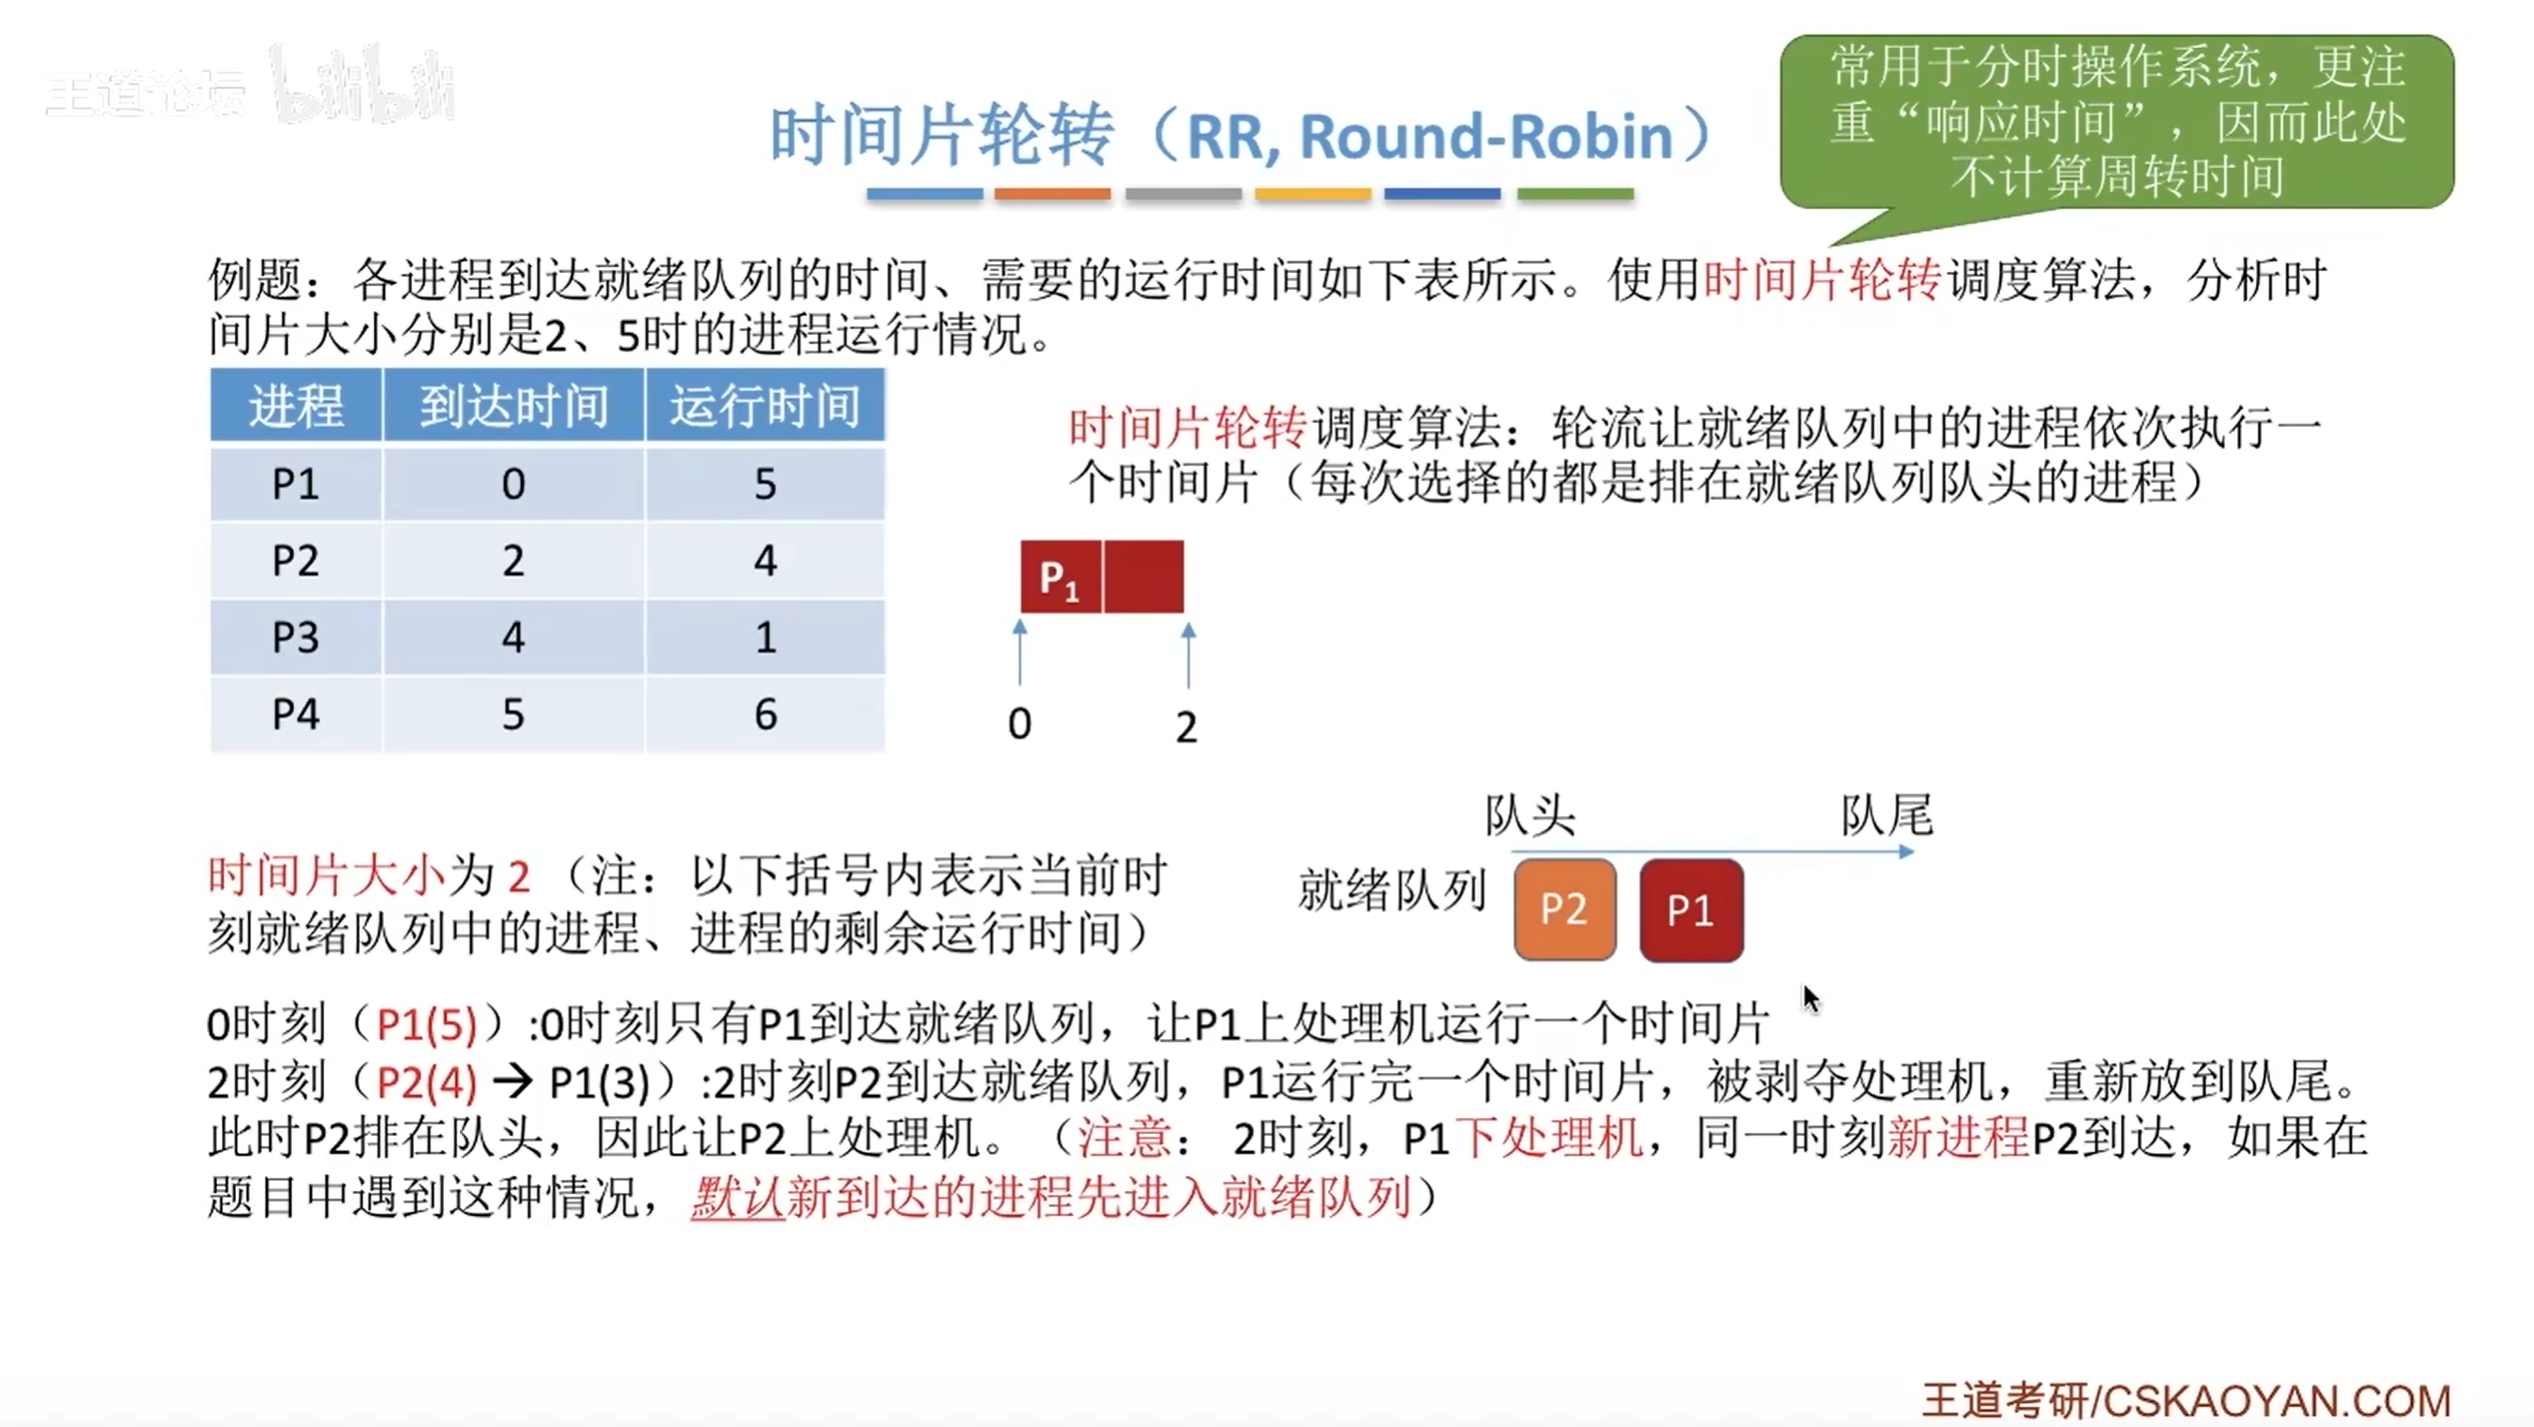 王道论坛 bilibili
常用于分时操作系统，更注
重“响应时间”，因而此处
不计算周转时间
时间片轮转（RR, Round-Robin）
例题：各进程到达就绪队列的时间、需要的运行时间如下表所示。使用时间片轮转调度算法，分析时
间片大小分别是2、5时的进程运行情况。
进程 到达时间 运行时间
P1 0 5
P2 2 4
P3 4 1
P4 5 6
时间片轮转调度算法：轮流让就绪队列中的进程依次执行一
个时间片（每次选择的都是排在就绪队列队头的进程）
P1
0 2
队头 队尾
就绪队列 P2 P1
时间片大小为 2（注：以下括号内表示当前时
刻就绪队列中的进程、进程的剩余运行时间）
0时刻（P1(5)）:0时刻只有P1到达就绪队列，让P1上处理机运行一个时间片
2时刻（P2(4) → P1(3)）:2时刻P2到达就绪队列，P1运行完一个时间片，被剥夺处理机，重新放到队尾。
此时P2排在队头，因此让P2上处理机。（注意： 2时刻，P1下处理机，同一时刻新进程P2到达，如果在
题目中遇到这种情况，默认新到达的进程先进入就绪队列）
王道考研/CSKAOYAN.COM